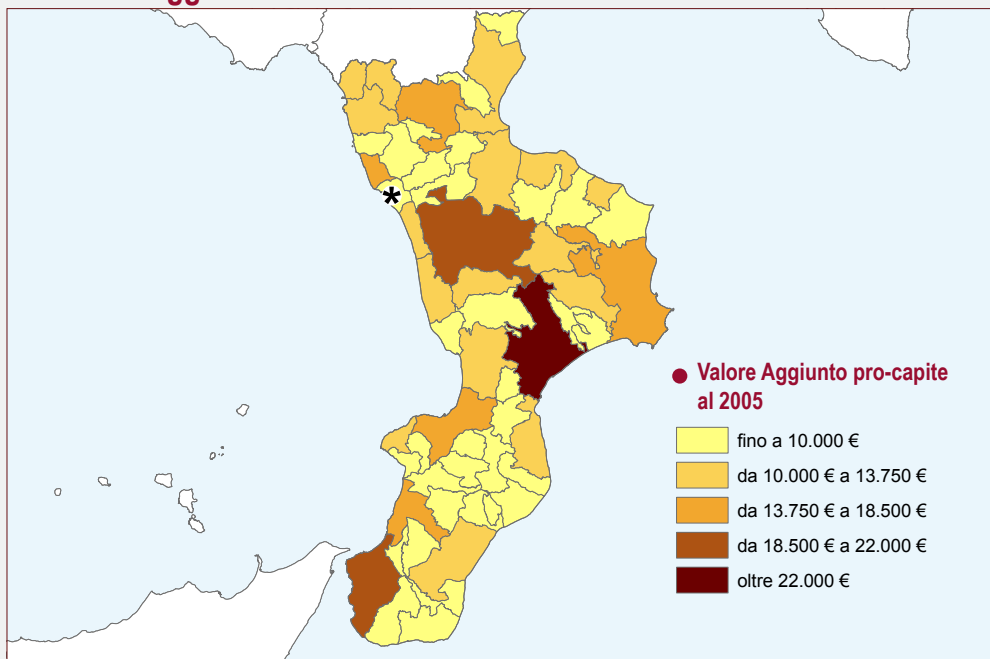 Valore Aggiunto pro-capite
al 2005
fino a 10.000 €
da 10.000 € a 13.750 €
da 13.750 € a 18.500 €
da 18.500 € a 22.000 €
oltre 22.000 €
*